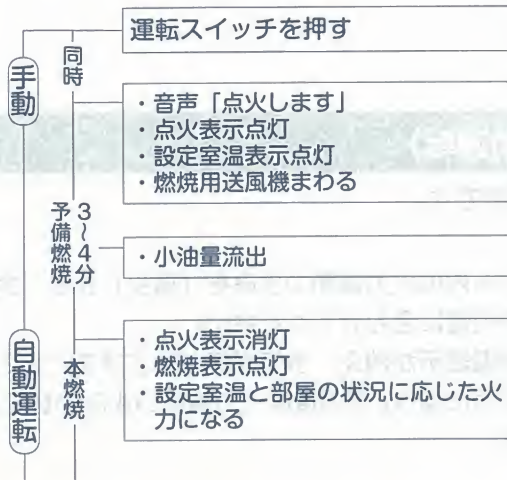 運転スイッチを押す
同時
手動
・音声「点火します」
・点火表示点灯
・設定室温表示点灯
・燃焼用送風機まわる
3〜4分
予備燃焼
・小油量流出
自動運転
本燃焼
・点火表示消灯
・燃焼表示点灯
・設定室温と部屋の状況に応じた火
力になる